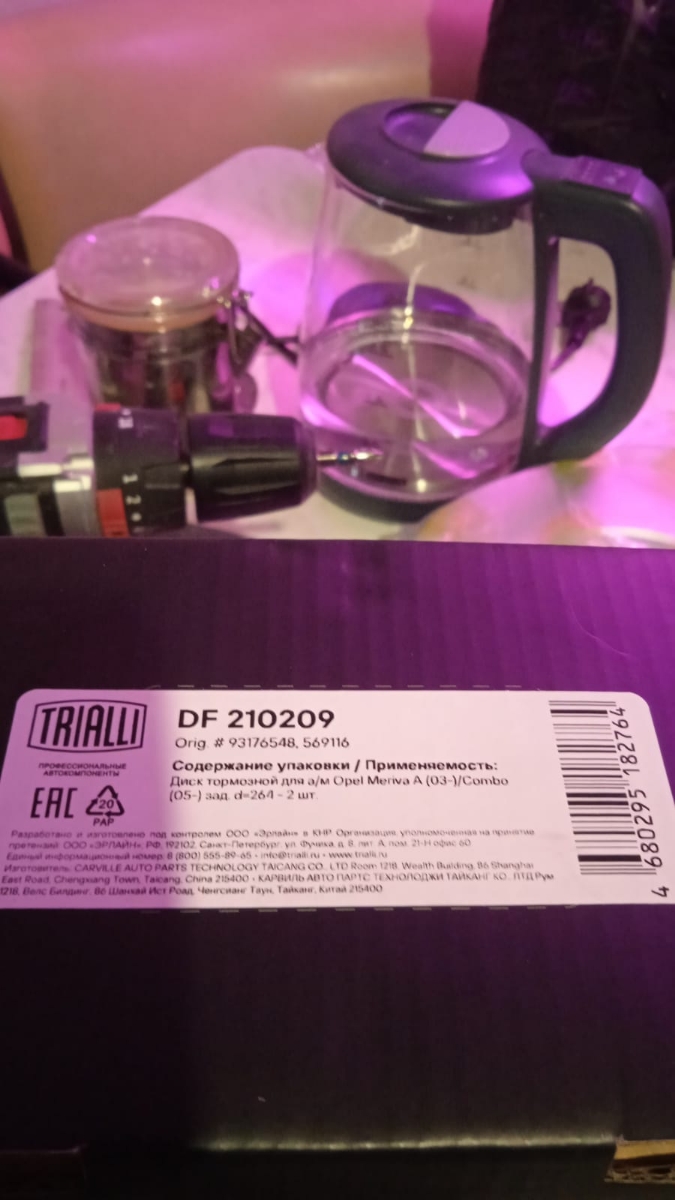 1
2
TRIALLI
ПРОФЕССИОНАЛЬНЫЕ
АВТОКОМПОНЕНТЫ
EAC
20
PAP
DF 210209
Orig. # 93176548, 569116
Содержание упаковки / Применяемость:
Диск тормозной для а/м Opel Meriva A (03-)/Combo
(05-) зад. d=264 - 2 шт.
4 680295 182764
Разработано и изготовлено под контролем ООО «Эрлайн» в КНР. Организация, уполномоченная на принятие
претензий: ООО «ЭРЛАЙН», РФ, 192102, Санкт-Петербург, ул. Фучика, д. 8, лит. А, пом. 21-Н офис 60
Единый информационный номер: 8 (800) 555-89-65 - info@trialli.ru - www.trialli.ru
Изготовитель: CARVILLE AUTO PARTS TECHNOLOGY TAICANG CO., LTD Room 1218, Wealth Building, 86 Shanghai
East Road, Chengxiang Town, Taicang, China 215400 - КАРВИЛЬ АВТО ПАРТС ТЕХНОЛОДЖИ ТАЙКАНГ КО., ЛТД Рум
1218, Велс Билдинг, 86 Шанхай Ист Роад, Ченгсианг Таун, Тайканг, Китай 215400